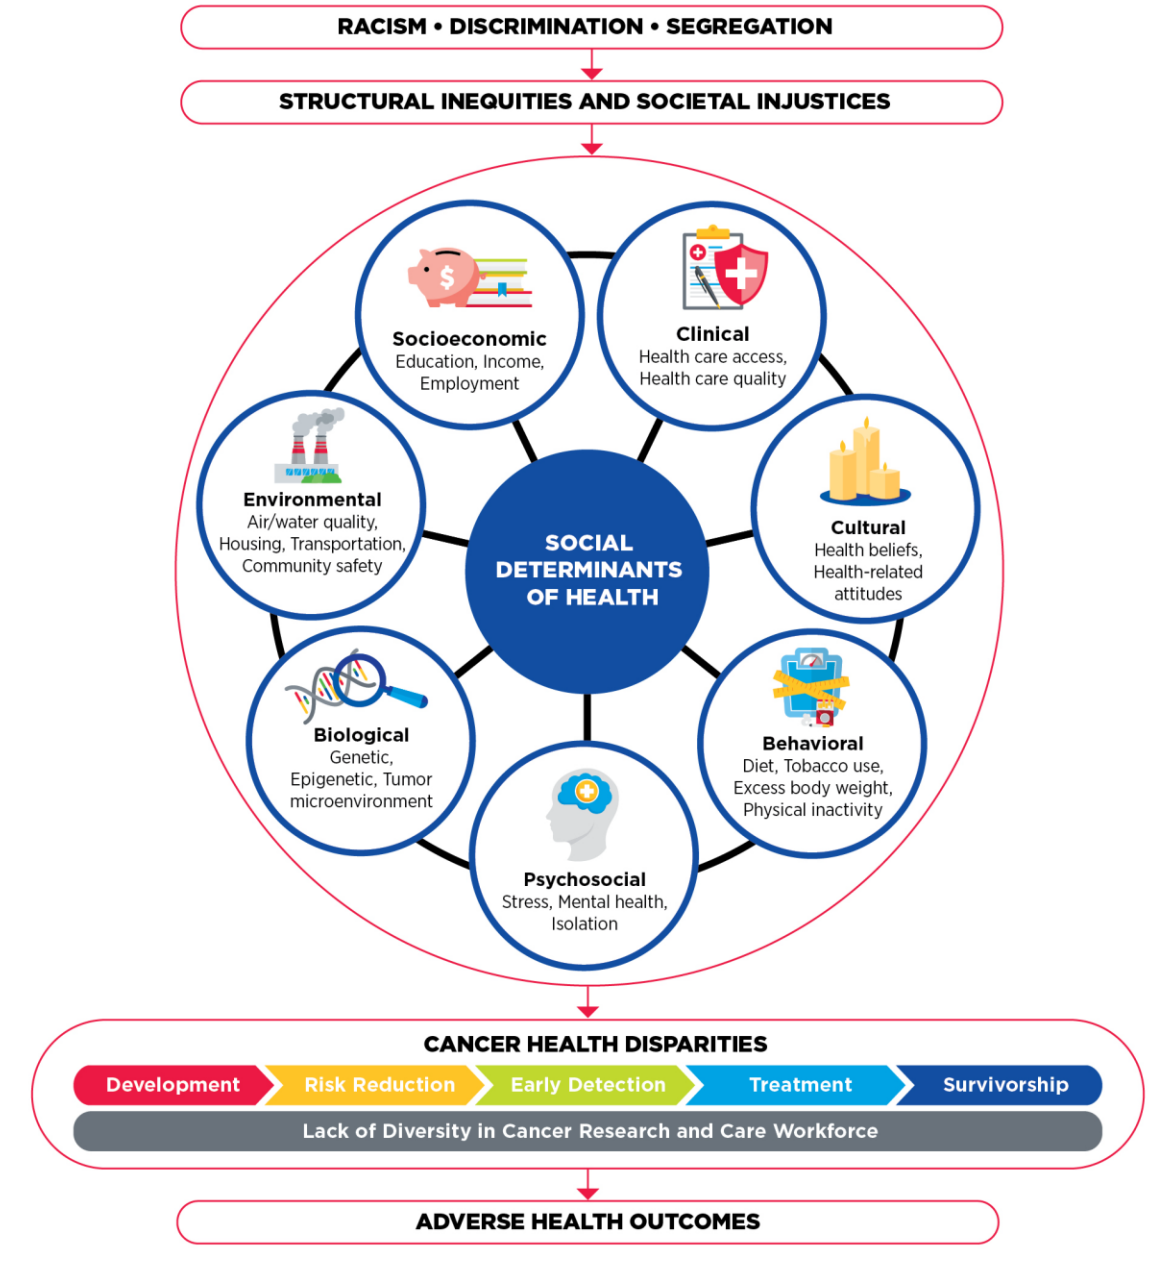 RACISM • DISCRIMINATION • SEGREGATION
STRUCTURAL INEQUITIES AND SOCIETAL INJUSTICES
$
Socioeconomic
Education, Income,
Employment
Clinical
Health care access,
Health care quality
Environmental
Air/water quality,
Housing, Transportation,
Community safety
SOCIAL
DETERMINANTS
OF HEALTH
Cultural
Health beliefs,
Health-related
attitudes
Biological
Genetic,
Epigenetic, Tumor
microenvironment
Behavioral
Diet, Tobacco use,
Excess body weight,
Physical inactivity
Psychosocial
Stress, Mental health,
Isolation
CANCER HEALTH DISPARITIES
Development
Risk Reduction
Early Detection
Treatment
Survivorship
Lack of Diversity in Cancer Research and Care Workforce
ADVERSE HEALTH OUTCOMES